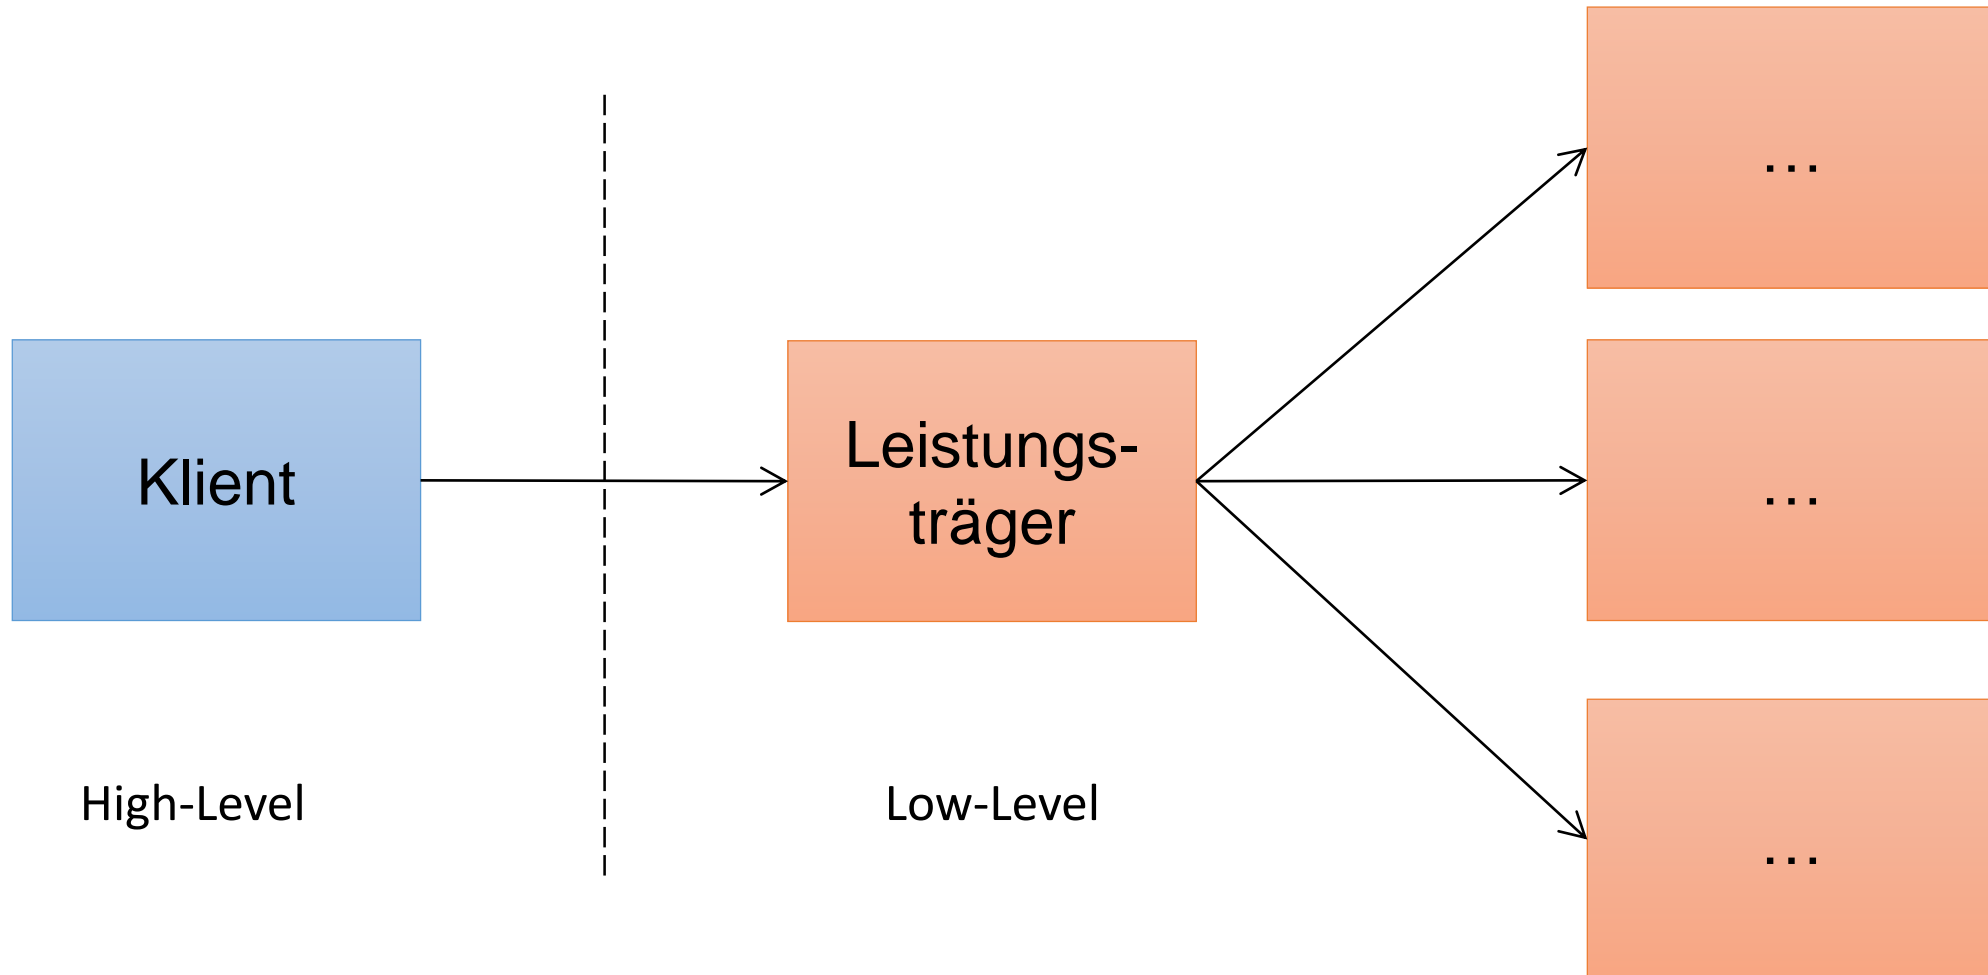 …
Klient
Leistungs-
träger
…
High-Level
Low-Level
…